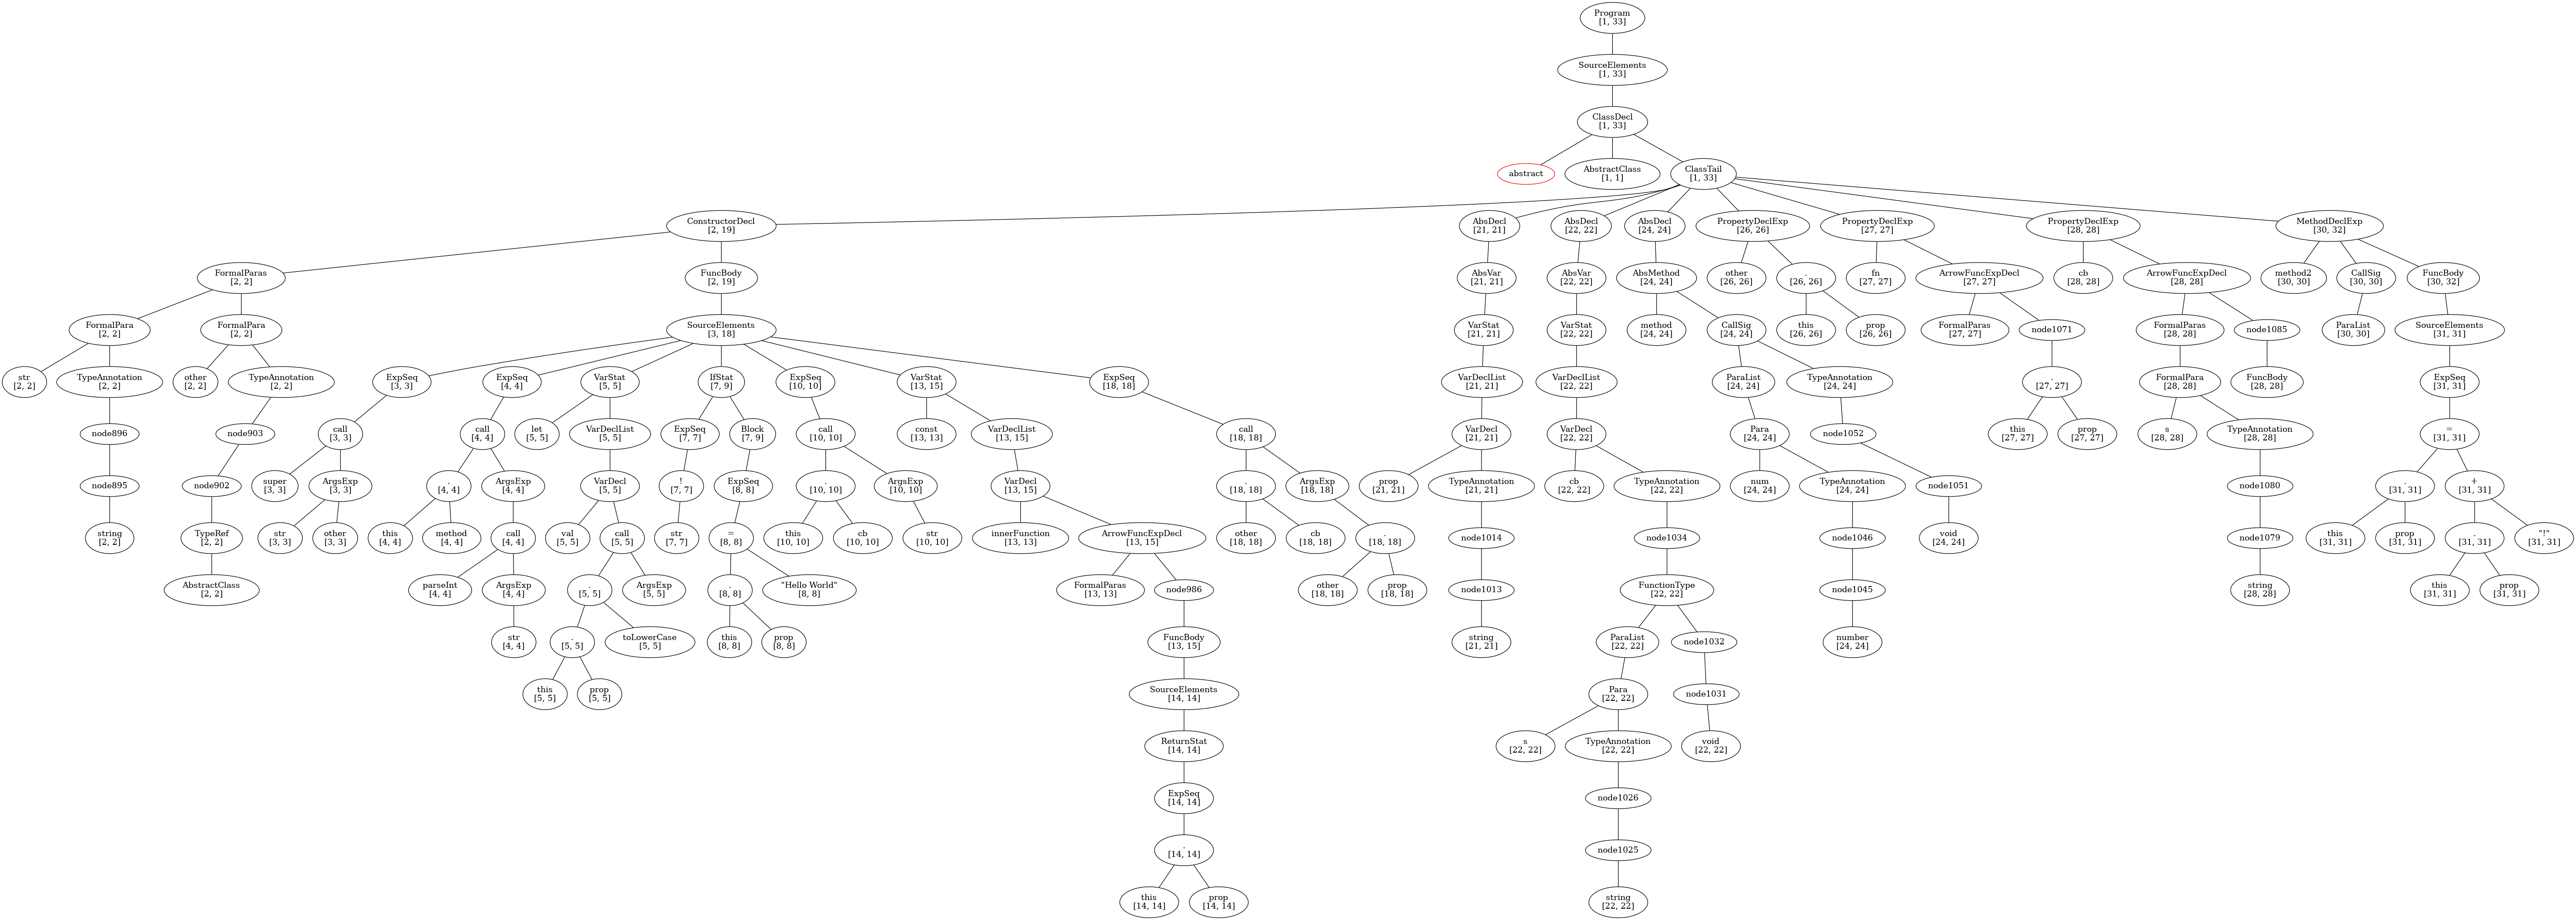 Program
[1, 33]
SourceElements
[1, 33]
ClassDecl
[1, 33]
abstract
AbstractClass
[1, 1]
ClassTail
[1, 33]
ConstructorDecl
[2, 19]
AbsDecl
[21, 21]
AbsDecl
[22, 22]
AbsDecl
[24, 24]
PropertyDeclExp
[26, 26]
PropertyDeclExp
[27, 27]
PropertyDeclExp
[28, 28]
MethodDeclExp
[30, 32]
FormalParas
[2, 2]
FuncBody
[2, 19]
AbsVar
[21, 21]
AbsVar
[22, 22]
AbsMethod
[24, 24]
other
[26, 26]
.
[26, 26]
fn
[27, 27]
ArrowFuncExpDecl
[27, 27]
cb
[28, 28]
ArrowFuncExpDecl
[28, 28]
method2
[30, 30]
CallSig
[30, 30]
FuncBody
[30, 32]
FormalPara
[2, 2]
FormalPara
[2, 2]
SourceElements
[3, 18]
VarStat
[21, 21]
VarStat
[22, 22]
method
[24, 24]
CallSig
[24, 24]
this
[26, 26]
prop
[26, 26]
FormalParas
[27, 27]
node1071
FormalParas
[28, 28]
node1085
ParaList
[30, 30]
SourceElements
[31, 31]
str
[2, 2]
TypeAnnotation
[2, 2]
other
[2, 2]
TypeAnnotation
[2, 2]
ExpSeq
[3, 3]
ExpSeq
[4, 4]
VarStat
[5, 5]
IfStat
[7, 9]
ExpSeq
[10, 10]
VarStat
[13, 15]
ExpSeq
[18, 18]
VarDeclList
[21, 21]
VarDeclList
[22, 22]
ParaList
[24, 24]
TypeAnnotation
[24, 24]
.
[27, 27]
FormalPara
[28, 28]
FuncBody
[28, 28]
ExpSeq
[31, 31]
node896
node903
call
[3, 3]
call
[4, 4]
let
[5, 5]
VarDeclList
[5, 5]
ExpSeq
[7, 7]
Block
[7, 9]
call
[10, 10]
const
[13, 13]
VarDeclList
[13, 15]
call
[18, 18]
VarDecl
[21, 21]
VarDecl
[22, 22]
Para
[24, 24]
node1052
this
[27, 27]
prop
[27, 27]
s
[28, 28]
TypeAnnotation
[28, 28]
=
[31, 31]
node895
node902
super
[3, 3]
ArgsExp
[3, 3]
.
[4, 4]
ArgsExp
[4, 4]
VarDecl
[5, 5]
!
[7, 7]
ExpSeq
[8, 8]
.
[10, 10]
ArgsExp
[10, 10]
VarDecl
[13, 15]
.
[18, 18]
ArgsExp
[18, 18]
prop
[21, 21]
TypeAnnotation
[21, 21]
cb
[22, 22]
TypeAnnotation
[22, 22]
num
[24, 24]
TypeAnnotation
[24, 24]
node1051
node1080
.
[31, 31]
+
[31, 31]
string
[2, 2]
TypeRef
[2, 2]
str
[3, 3]
other
[3, 3]
this
[4, 4]
method
[4, 4]
call
[4, 4]
val
[5, 5]
call
[5, 5]
str
[7, 7]
=
[8, 8]
this
[10, 10]
cb
[10, 10]
str
[10, 10]
innerFunction
[13, 13]
ArrowFuncExpDecl
[13, 15]
other
[18, 18]
cb
[18, 18]
.
[18, 18]
node1014
node1034
node1046
void
[24, 24]
node1079
this
[31, 31]
prop
[31, 31]
.
[31, 31]
"!"
[31, 31]
AbstractClass
[2, 2]
parseInt
[4, 4]
ArgsExp
[4, 4]
.
[5, 5]
ArgsExp
[5, 5]
.
[8, 8]
"Hello World"
[8, 8]
FormalParas
[13, 13]
node986
other
[18, 18]
prop
[18, 18]
node1013
FunctionType
[22, 22]
node1045
string
[28, 28]
this
[31, 31]
prop
[31, 31]
str
[4, 4]
.
[5, 5]
toLowerCase
[5, 5]
this
[8, 8]
prop
[8, 8]
FuncBody
[13, 15]
string
[21, 21]
ParaList
[22, 22]
node1032
number
[24, 24]
this
[5, 5]
prop
[5, 5]
SourceElements
[14, 14]
Para
[22, 22]
node1031
ReturnStat
[14, 14]
s
[22, 22]
TypeAnnotation
[22, 22]
void
[22, 22]
ExpSeq
[14, 14]
node1026
.
[14, 14]
node1025
this
[14, 14]
prop
[14, 14]
string
[22, 22]